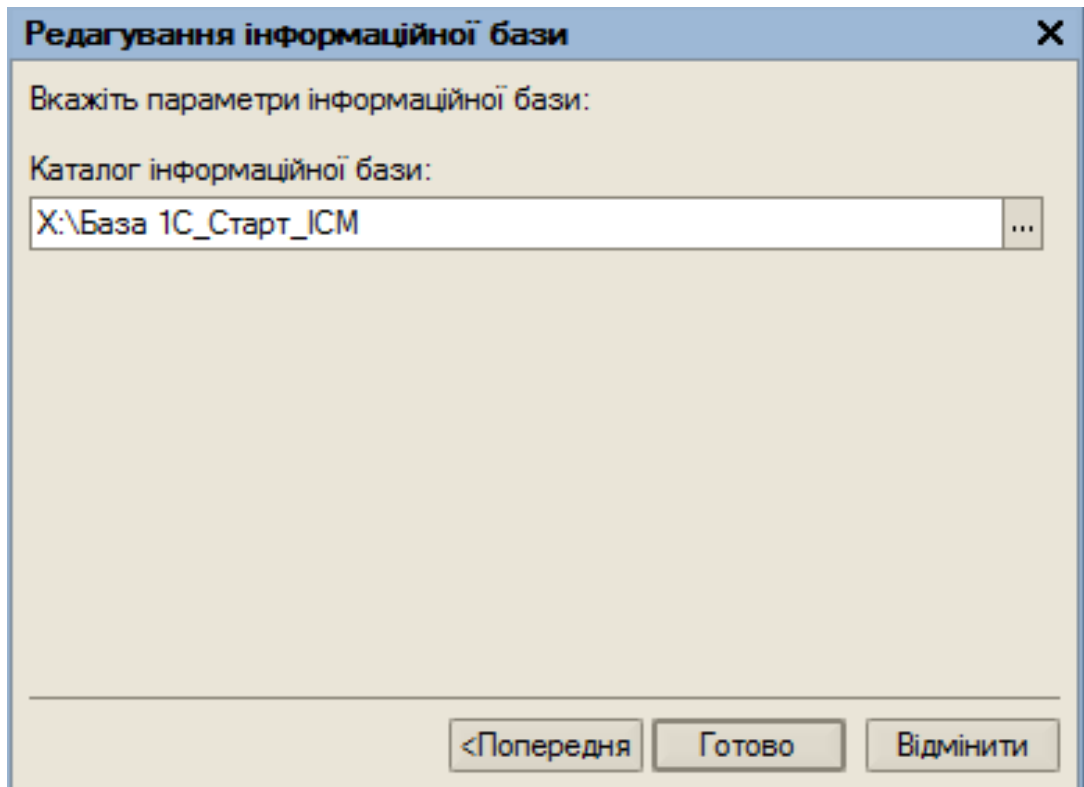 Редагування інформаційної бази
Вкажіть параметри інформаційної бази:
Каталог інформаційної бази:
X:\База 1С_Старт_ІСМ
...
<Попередня
Готово
Відмінити